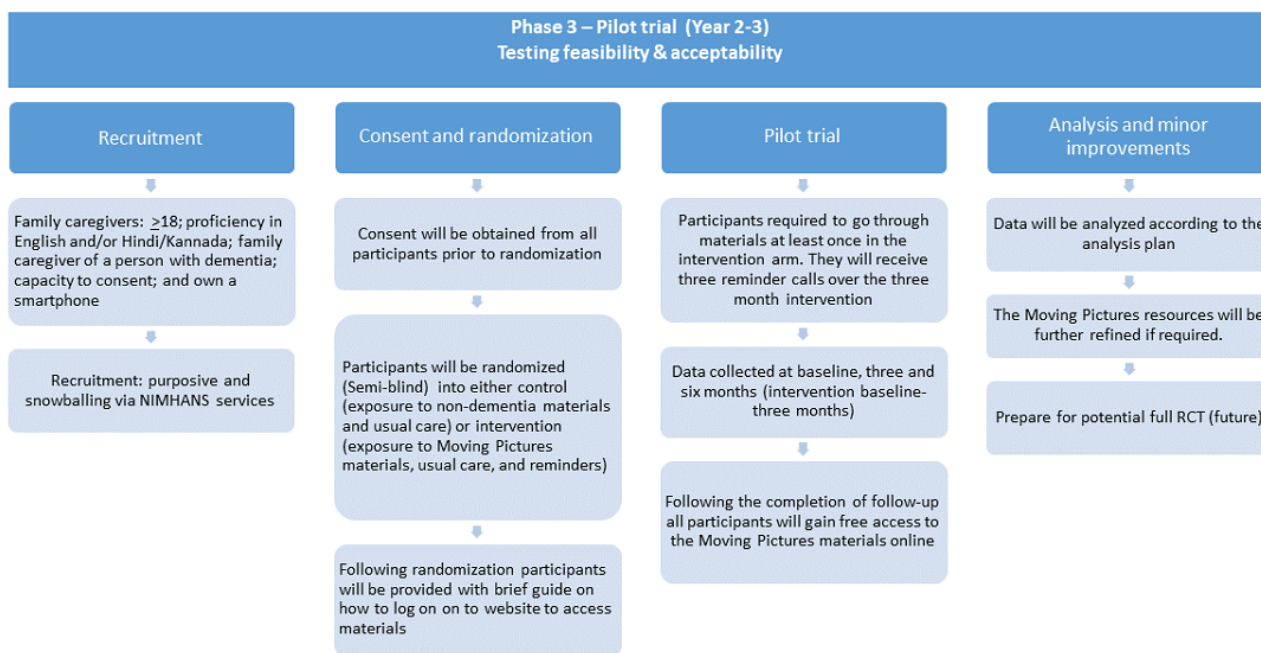 Phase 3 – Pilot trial (Year 2-3)
Testing feasibility & acceptability
Recruitment
Family caregivers: ≥18; proficiency in
English and/or Hindi/Kannada; family
caregiver of a person with dementia;
capacity to consent; and own a
smartphone
Recruitment: purposive and
snowballing via NIMHANS services
Consent and randomization
Consent will be obtained from all
participants prior to randomization
Participants will be randomized
(Semi-blind) into either control
(exposure to non-dementia materials
and usual care) or intervention
(exposure to Moving Pictures
materials, usual care, and reminders)
Following randomization participants
will be provided with brief guide on
how to log on on to website to access
materials
Pilot trial
Participants required to go through
materials at least once in the
intervention arm. They will receive
three reminder calls over the three
month intervention
Data collected at baseline, three and
six months (intervention baseline-
three months)
Following the completion of follow-up
all participants will gain free access to
the Moving Pictures materials online
Analysis and minor
improvements
Data will be analyzed according to the
analysis plan
The Moving Pictures resources will be
further refined if required.
Prepare for potential full RCT (future)